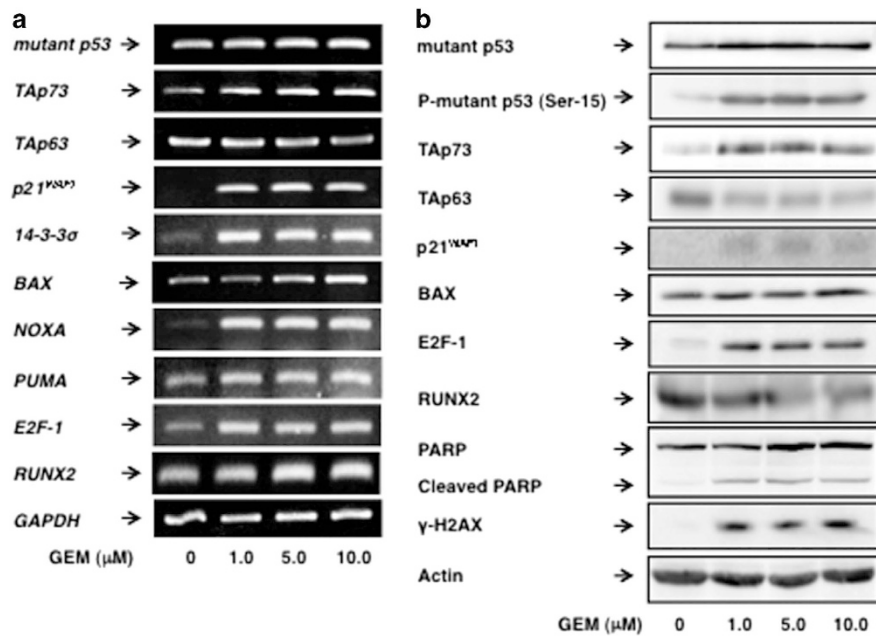 a
mutant p53
TAp73
TAp63
p21
14-3-3σ
BAX
NOXA
PUMA
E2F-1
RUNX2
GAPDH
GEM (μM) 0 1.0 5.0 10.0
b
mutant p53
P-mutant p53 (Ser-15)
TAp73
TAp63
p21
BAX
E2F-1
RUNX2
PARP
Cleaved PARP
γ-H2AX
Actin
GEM (μM) 0 1.0 5.0 10.0